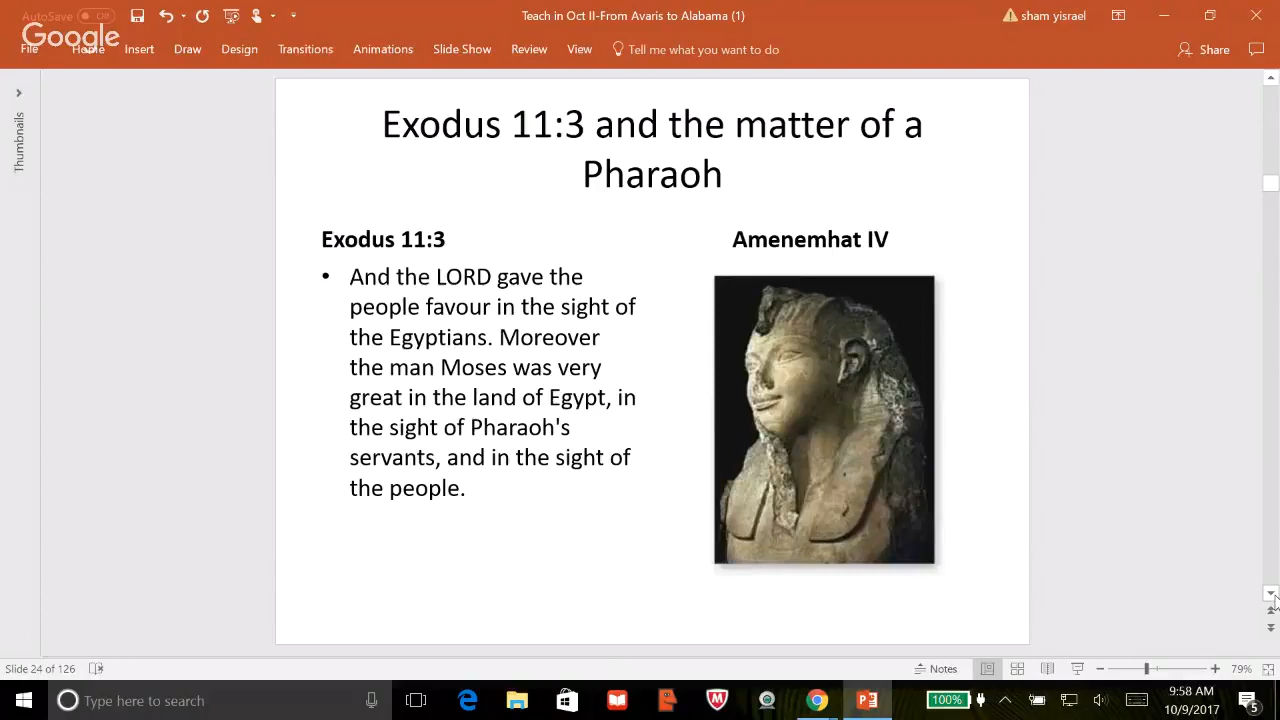 AutoSave Off
Teach in Oct II-From Avaris to Alabama (1)
sham yisrael
Google
File Home Insert Draw Design Transitions Animations Slide Show Review View Tell me what you want to do
Share
Thumbnails
Exodus 11:3 and the matter of a
Pharaoh
Exodus 11:3
• And the LORD gave the
people favour in the sight of
the Egyptians. Moreover
the man Moses was very
great in the land of Egypt, in
the sight of Pharaoh's
servants, and in the sight of
the people.
Amenemhat IV
Slide 24 of 126
Notes
79%
Type here to search
100%
9:58 AM
10/9/2017
5